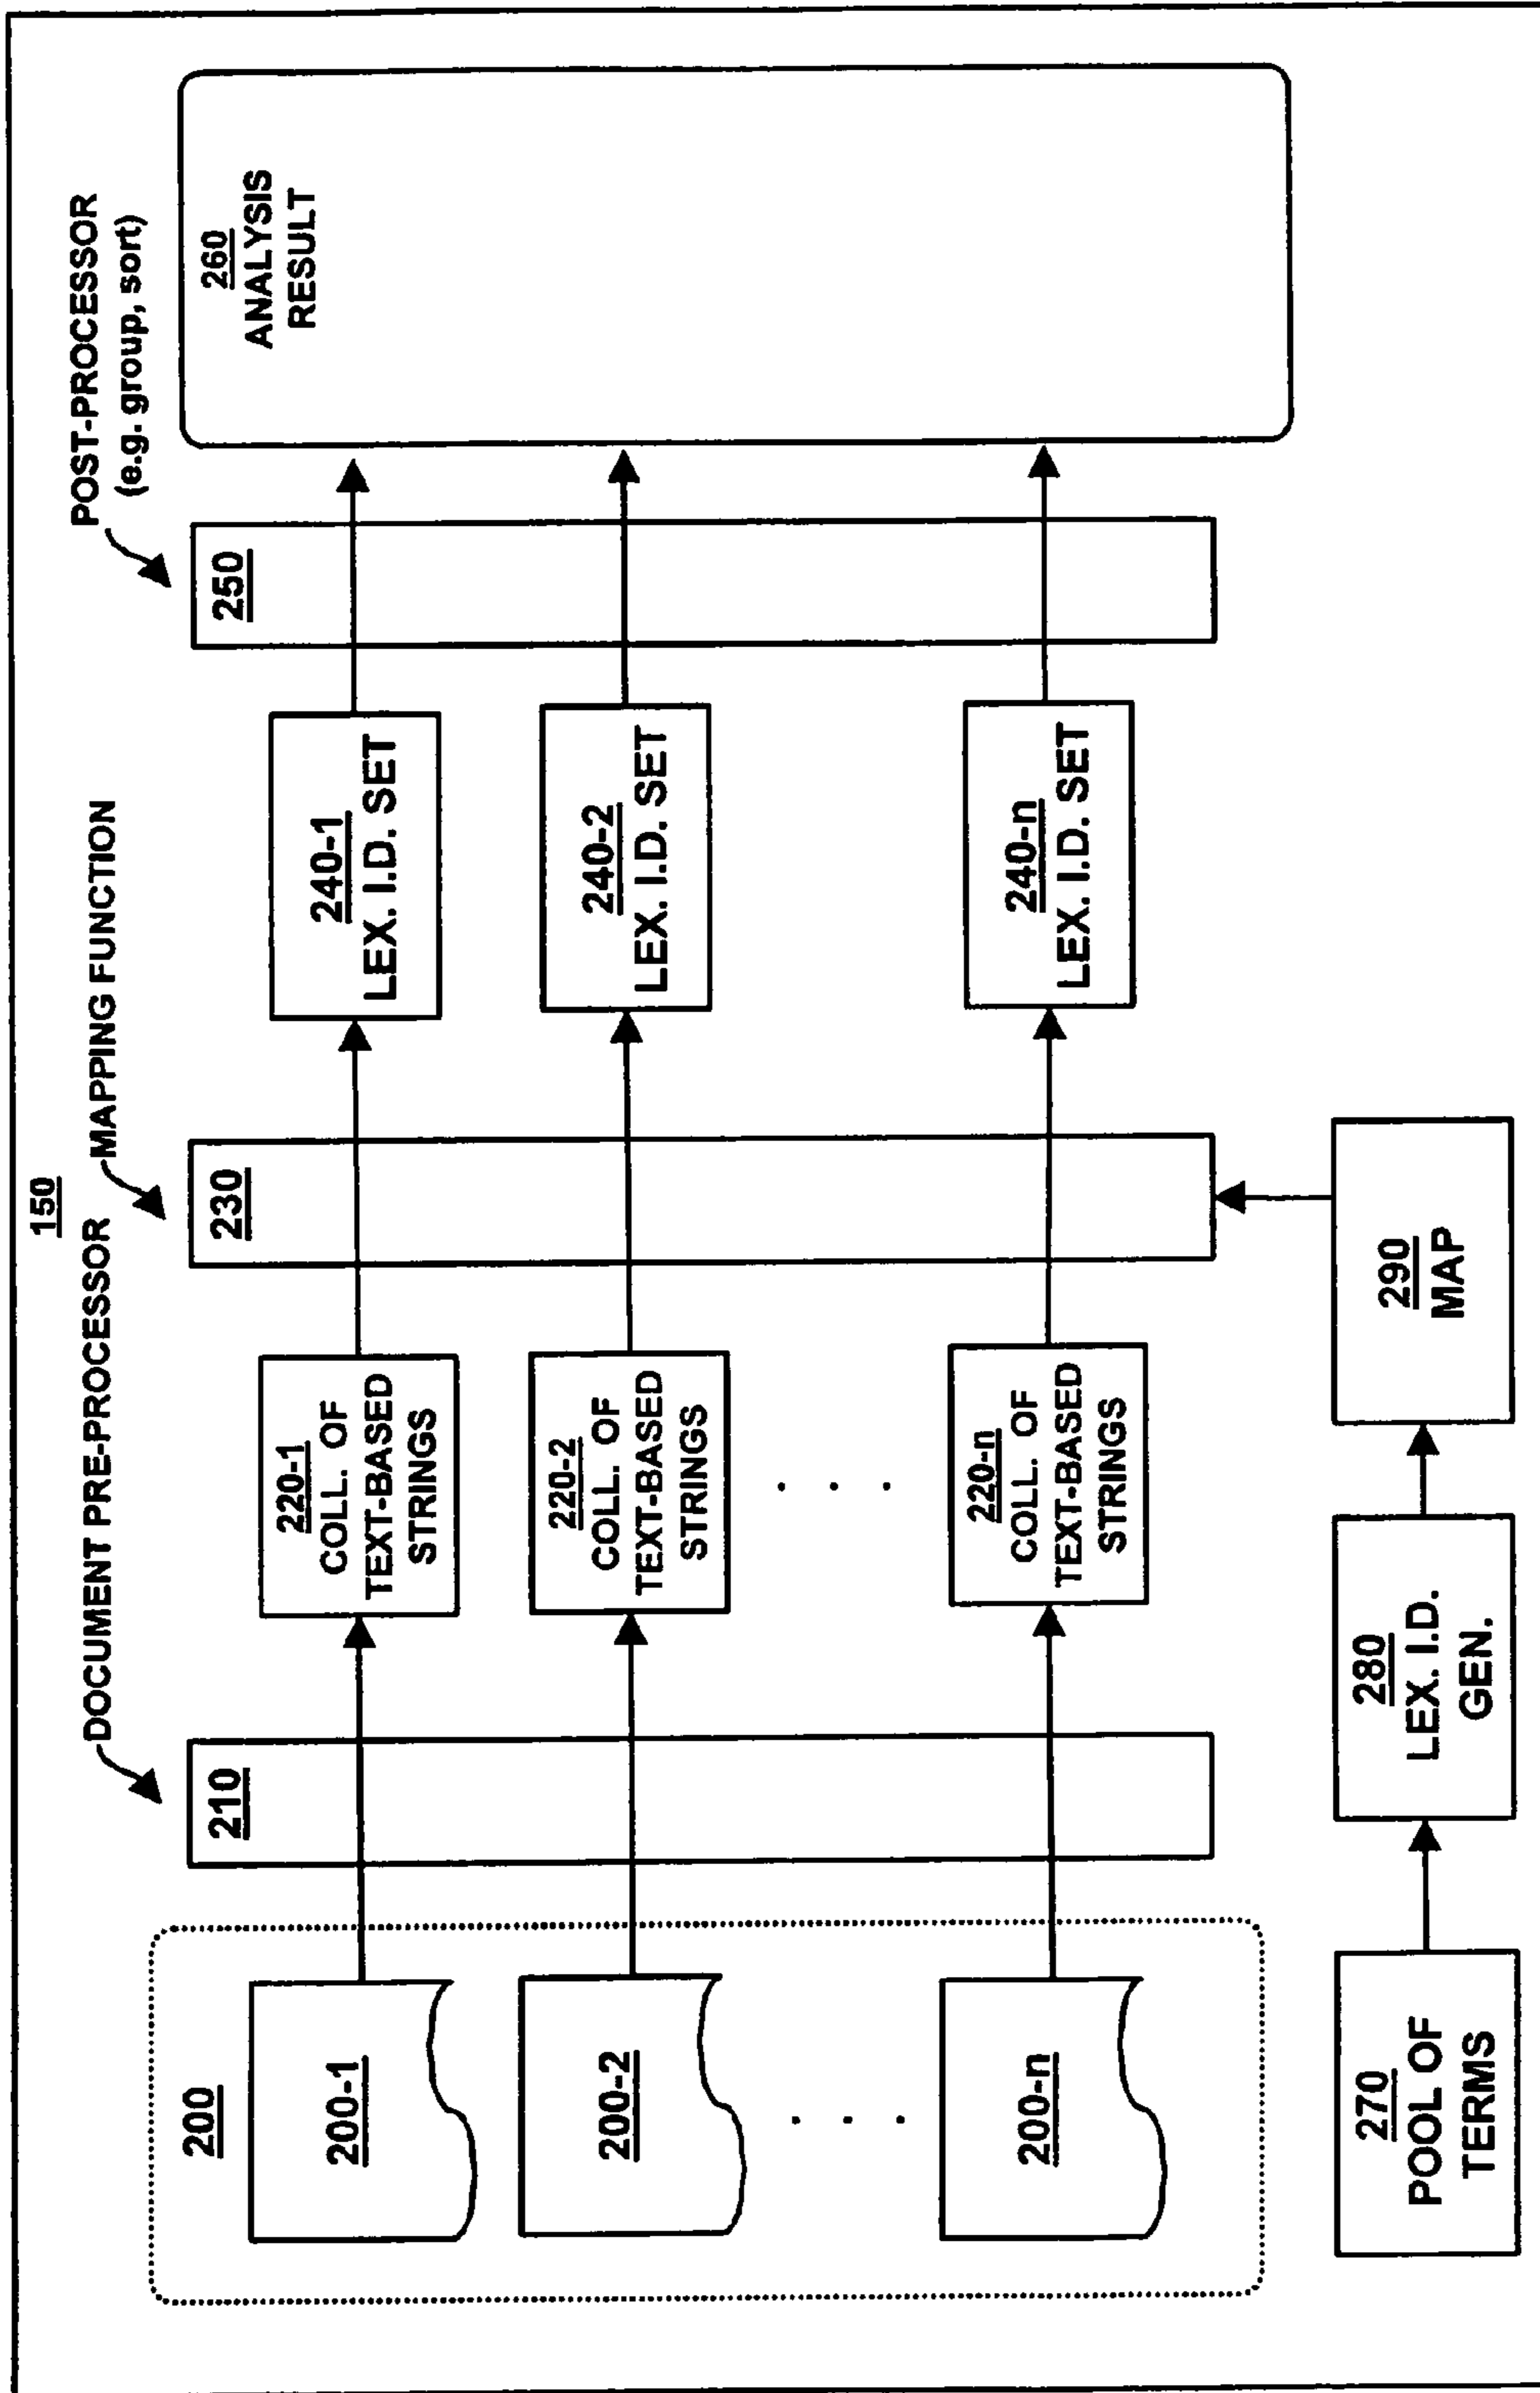 150
DOCUMENT PRE-PROCESSOR
MAPPING FUNCTION
POST-PROCESSOR
(e.g. group, sort)
200
200-1
200-2
. . .
200-n
210
220-1
COLL. OF
TEXT-BASED
STRINGS
220-2
COLL. OF
TEXT-BASED
STRINGS
. . .
220-n
COLL. OF
TEXT-BASED
STRINGS
230
240-1
LEX. I.D. SET
240-2
LEX. I.D. SET
240-n
LEX. I.D. SET
250
260
ANALYSIS
RESULT
270
POOL OF
TERMS
280
LEX. I.D.
GEN.
290
MAP